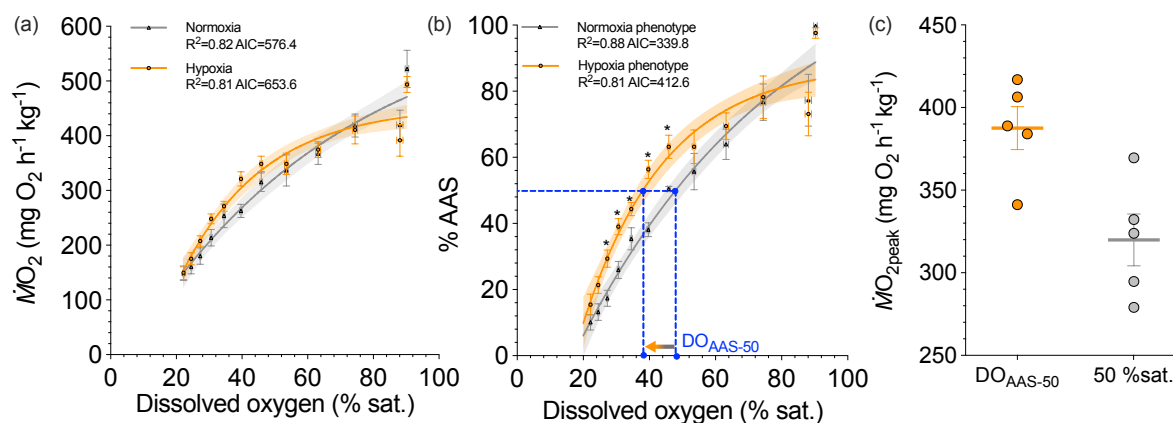 (a)
ṀO2 (mg O2 h-1 kg-1)
600
500
400
300
200
100
0
Normoxia
R2=0.82 AIC=576.4
Hypoxia
R2=0.81 AIC=653.6
0 20 40 60 80 100
Dissolved oxygen (% sat.)
(b)
% AAS
100
80
60
40
20
0
Normoxia phenotype
R2=0.88 AIC=339.8
Hypoxia phenotype
R2=0.81 AIC=412.6
* * * * * *
DOAAS-50
0 20 40 60 80 100
Dissolved oxygen (% sat.)
(c)
ṀO2peak (mg O2 h-1 kg-1)
450
400
350
300
250
DOAAS-50 50 %sat.